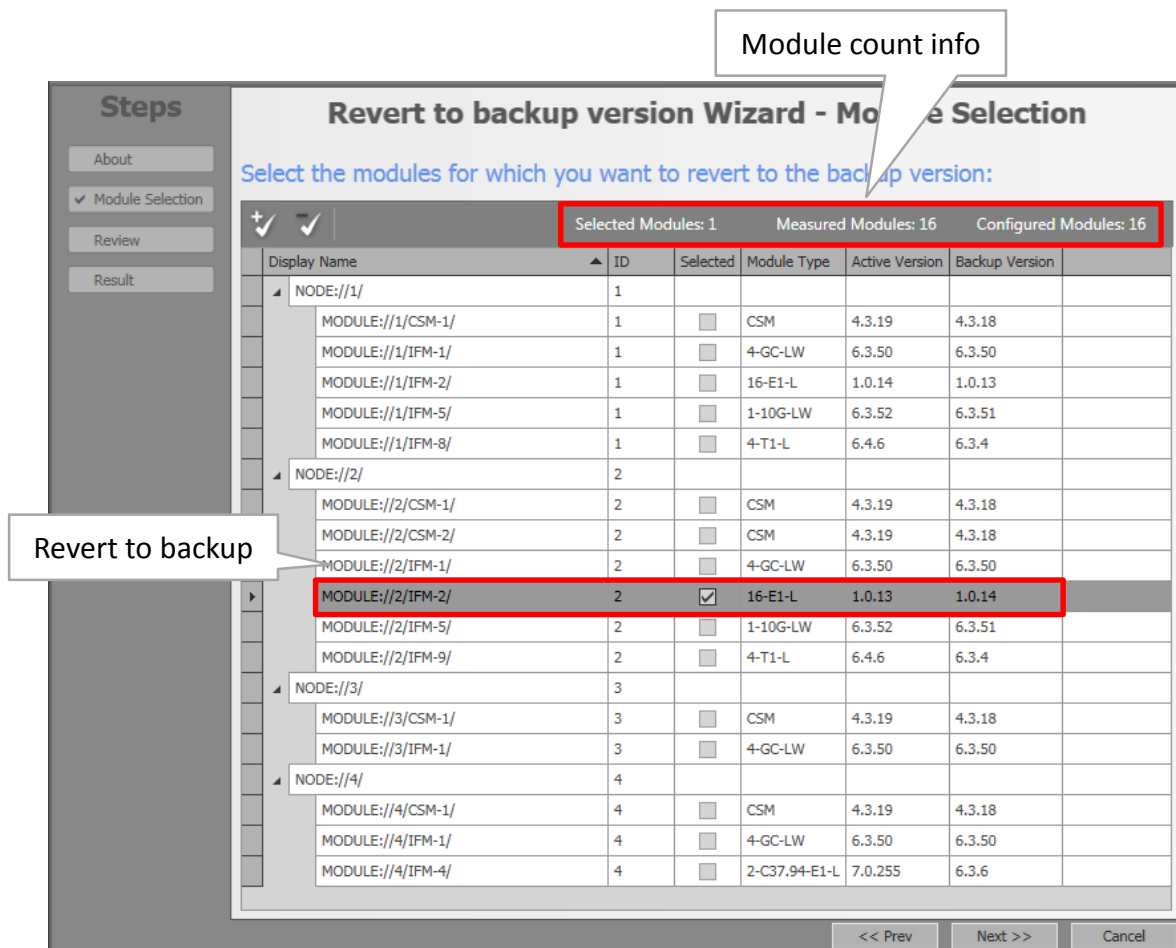 Module count info
Steps
Revert to backup version Wizard - Mo e Selection
About
Select the modules for which you want to revert to the backup version:
Module Selection
Selected Modules: 1 Measured Modules: 16 Configured Modules: 16
Review
Display Name ID Selected Module Type Active Version Backup Version
Result
NODE://1/ 1
MODULE://1/CSM-1/ 1 CSM 4.3.19 4.3.18
MODULE://1/IFM-1/ 1 4-GC-LW 6.3.50 6.3.50
MODULE://1/IFM-2/ 1 16-E1-L 1.0.14 1.0.13
MODULE://1/IFM-5/ 1 1-10G-LW 6.3.52 6.3.51
MODULE://1/IFM-8/ 1 4-T1-L 6.4.6 6.3.4
NODE://2/ 2
MODULE://2/CSM-1/ 2 CSM 4.3.19 4.3.18
MODULE://2/CSM-2/ 2 CSM 4.3.19 4.3.18
Revert to backup
MODULE://2/IFM-1/ 2 4-GC-LW 6.3.50 6.3.50
MODULE://2/IFM-2/ 2 16-E1-L 1.0.13 1.0.14
MODULE://2/IFM-5/ 2 1-10G-LW 6.3.52 6.3.51
MODULE://2/IFM-9/ 2 4-T1-L 6.4.6 6.3.4
NODE://3/ 3
MODULE://3/CSM-1/ 3 CSM 4.3.19 4.3.18
MODULE://3/IFM-1/ 3 4-GC-LW 6.3.50 6.3.50
NODE://4/ 4
MODULE://4/CSM-1/ 4 CSM 4.3.19 4.3.18
MODULE://4/IFM-1/ 4 4-GC-LW 6.3.50 6.3.50
MODULE://4/IFM-4/ 4 2-C37.94-E1-L 7.0.255 6.3.6
<< Prev Next >> Cancel